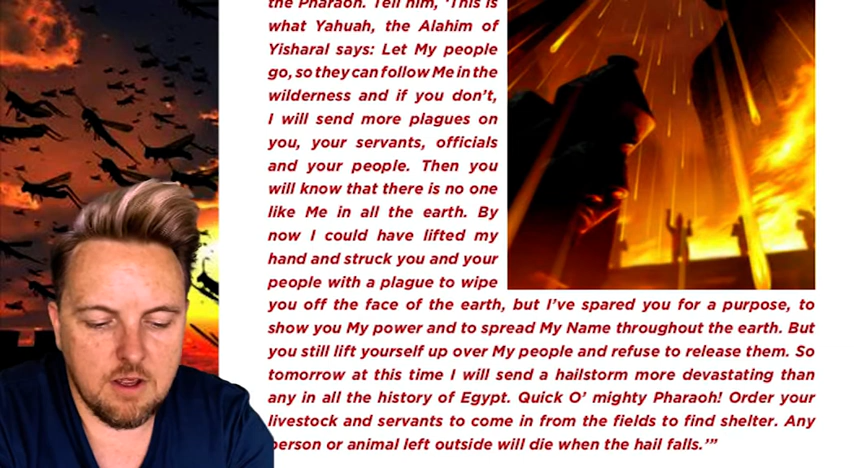 the Pharaoh. Tell him, ‘This is
what Yahuah, the Alahim of
Yisharal says: Let My people
go, so they can follow Me in the
wilderness and if you don’t,
I will send more plagues on
you, your servants, officials
and your people. Then you
will know that there is no one
like Me in all the earth. By
now I could have lifted my
hand and struck you and your
people with a plague to wipe
you off the face of the earth, but I’ve spared you for a purpose, to
show you My power and to spread My Name throughout the earth. But
you still lift yourself up over My people and refuse to release them. So
tomorrow at this time I will send a hailstorm more devastating than
any in all the history of Egypt. Quick O’ mighty Pharaoh! Order your
livestock and servants to come in from the fields to find shelter. Any
person or animal left outside will die when the hail falls.’”